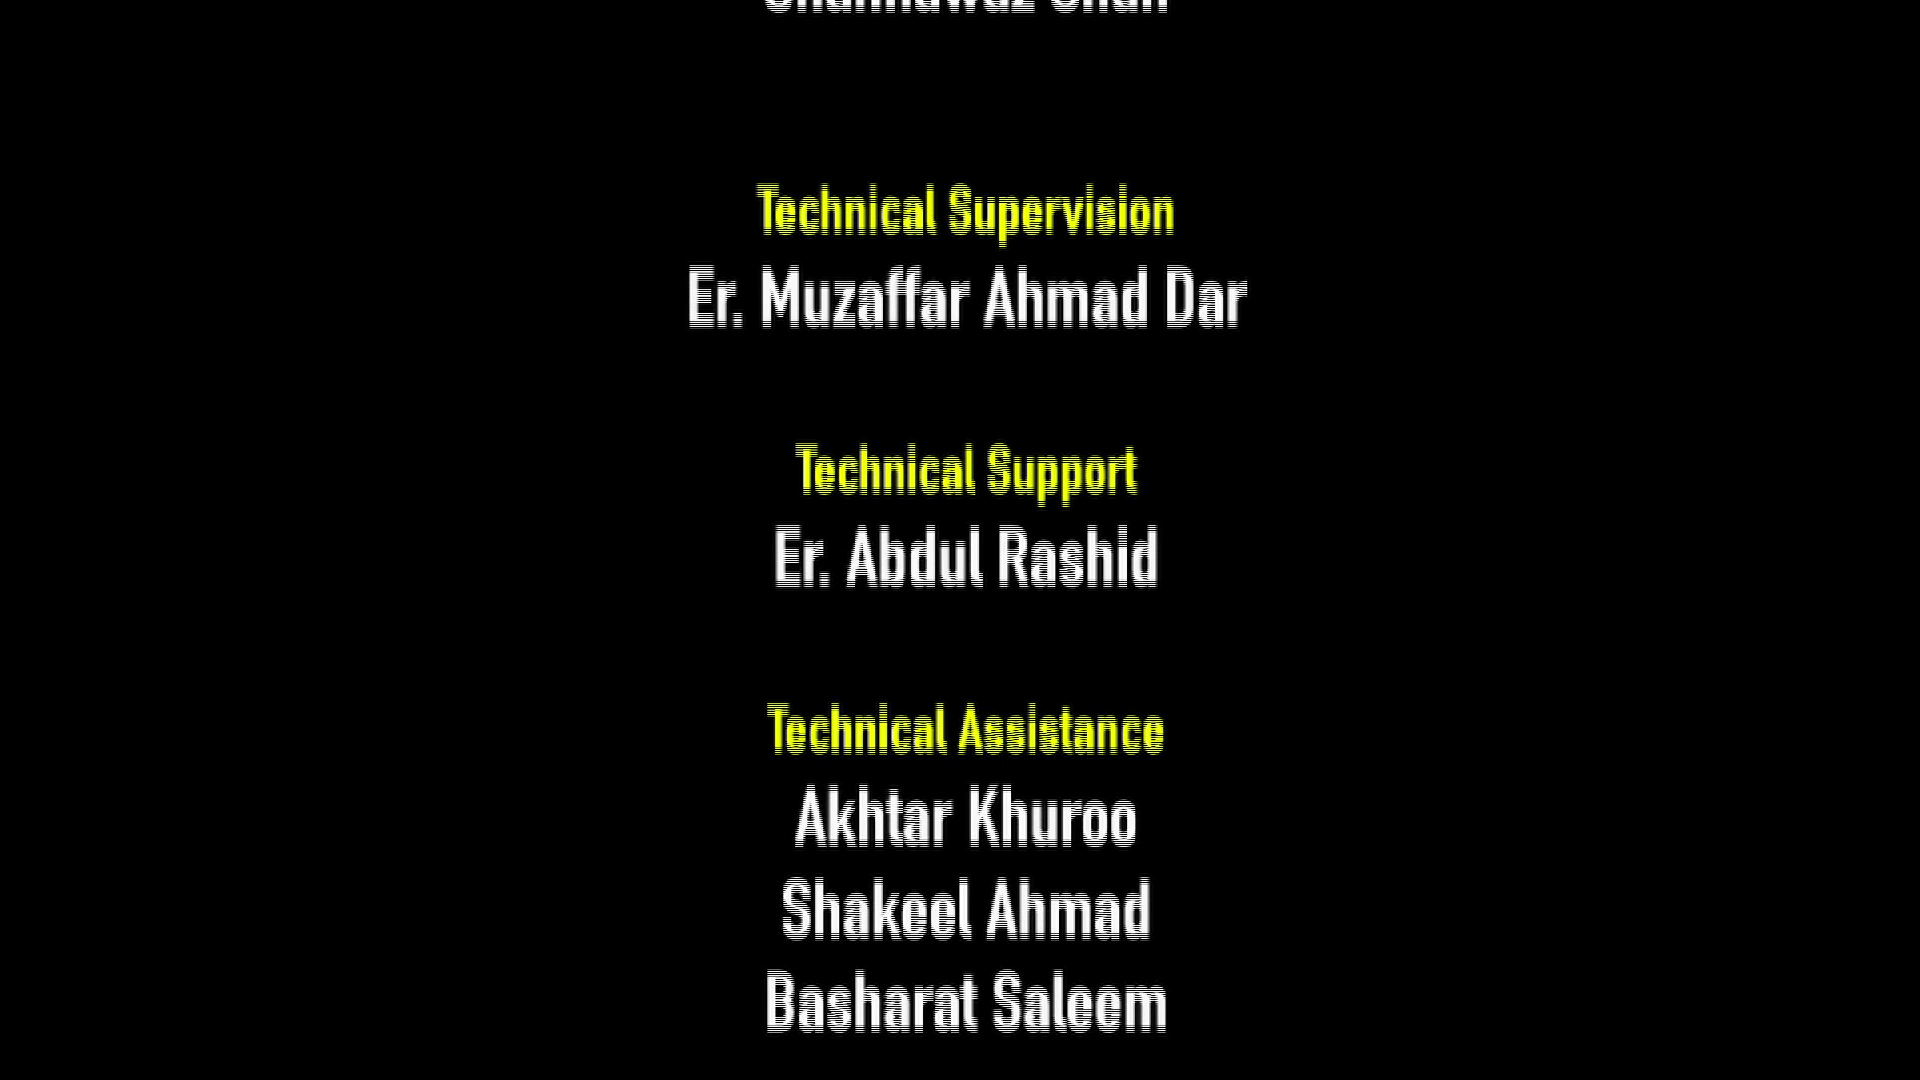 Technical Supervision
Er. Muzaffar Ahmad Dar
Technical Support
Er. Abdul Rashid
Technical Assistance
Akhtar Khuroo
Shakeel Ahmad
Basharat Saleem